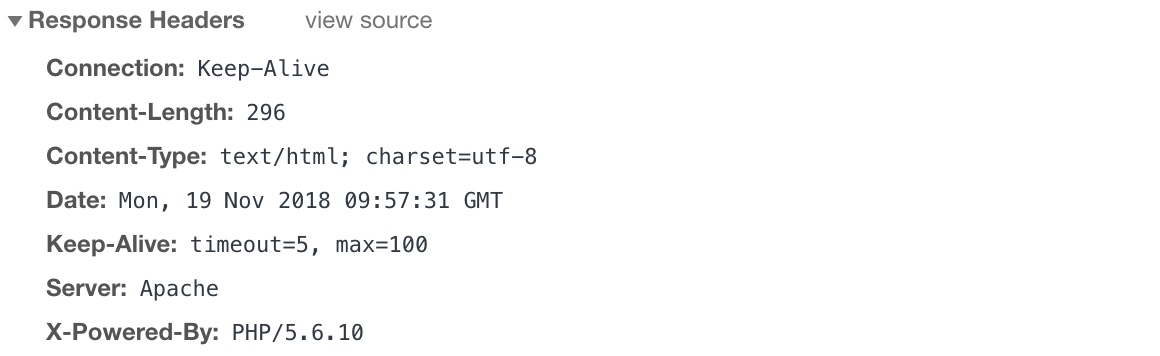 ▼ Response Headers view source
Connection: Keep-Alive
Content-Length: 296
Content-Type: text/html; charset=utf-8
Date: Mon, 19 Nov 2018 09:57:31 GMT
Keep-Alive: timeout=5, max=100
Server: Apache
X-Powered-By: PHP/5.6.10